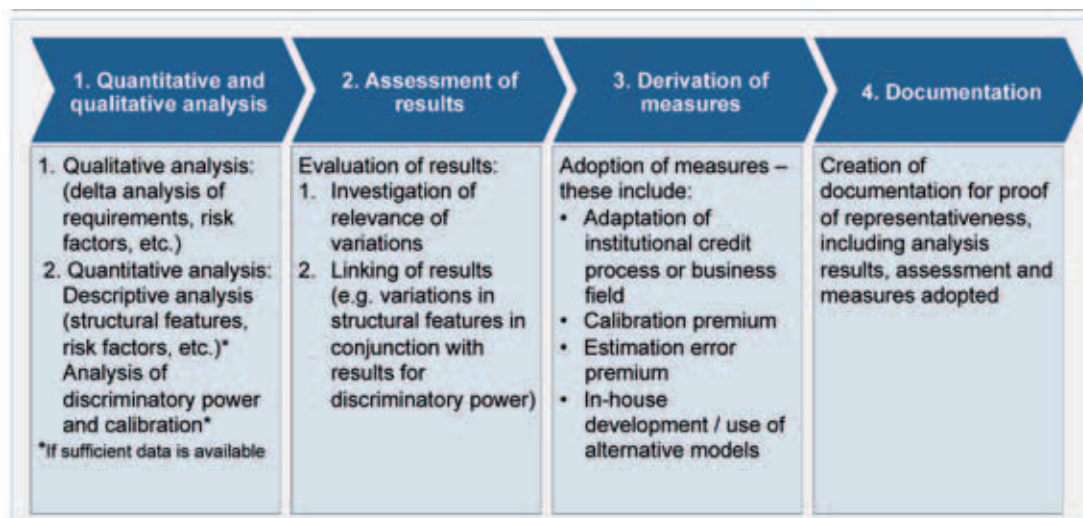 1. Quantitative and
qualitative analysis
1. Qualitative analysis:
(delta analysis of
requirements, risk
factors, etc.)
2. Quantitative analysis:
Descriptive analysis
(structural features,
risk factors, etc.)*
Analysis of
discriminatory power
and calibration*
*If sufficient data is available
2. Assessment of
results
Evaluation of results:
1. Investigation of
relevance of
variations
2. Linking of results
(e.g. variations in
structural features in
conjunction with
results for
discriminatory power)
3. Derivation of
measures
Adoption of measures –
these include:
• Adaptation of
institutional credit
process or business
field
• Calibration premium
• Estimation error
premium
• In-house
development / use of
alternative models
4. Documentation
Creation of
documentation for proof
of representativeness,
including analysis
results, assessment and
measures adopted